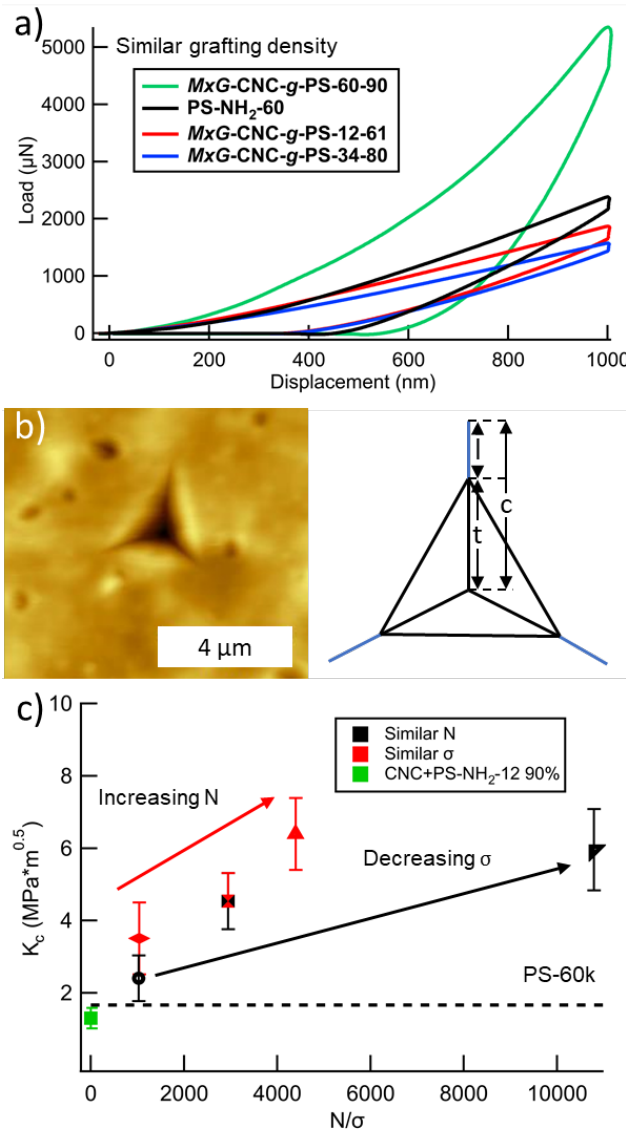 a)
Similar grafting density
MxG-CNC-g-PS-60-90
PS-NH₂-60
MxG-CNC-g-PS-12-61
MxG-CNC-g-PS-34-80
Load (µN)
5000
4000
3000
2000
1000
0
0 200 400 600 800 1000
Displacement (nm)
b)
4 µm
l
t
c
c)
Similar N
Similar σ
CNC+PS-NH₂-12 90%
Increasing N
Decreasing σ
PS-60k
K_c (MPa*m^0.5)
10
8
6
4
2
0 2000 4000 6000 8000 10000
N/σ